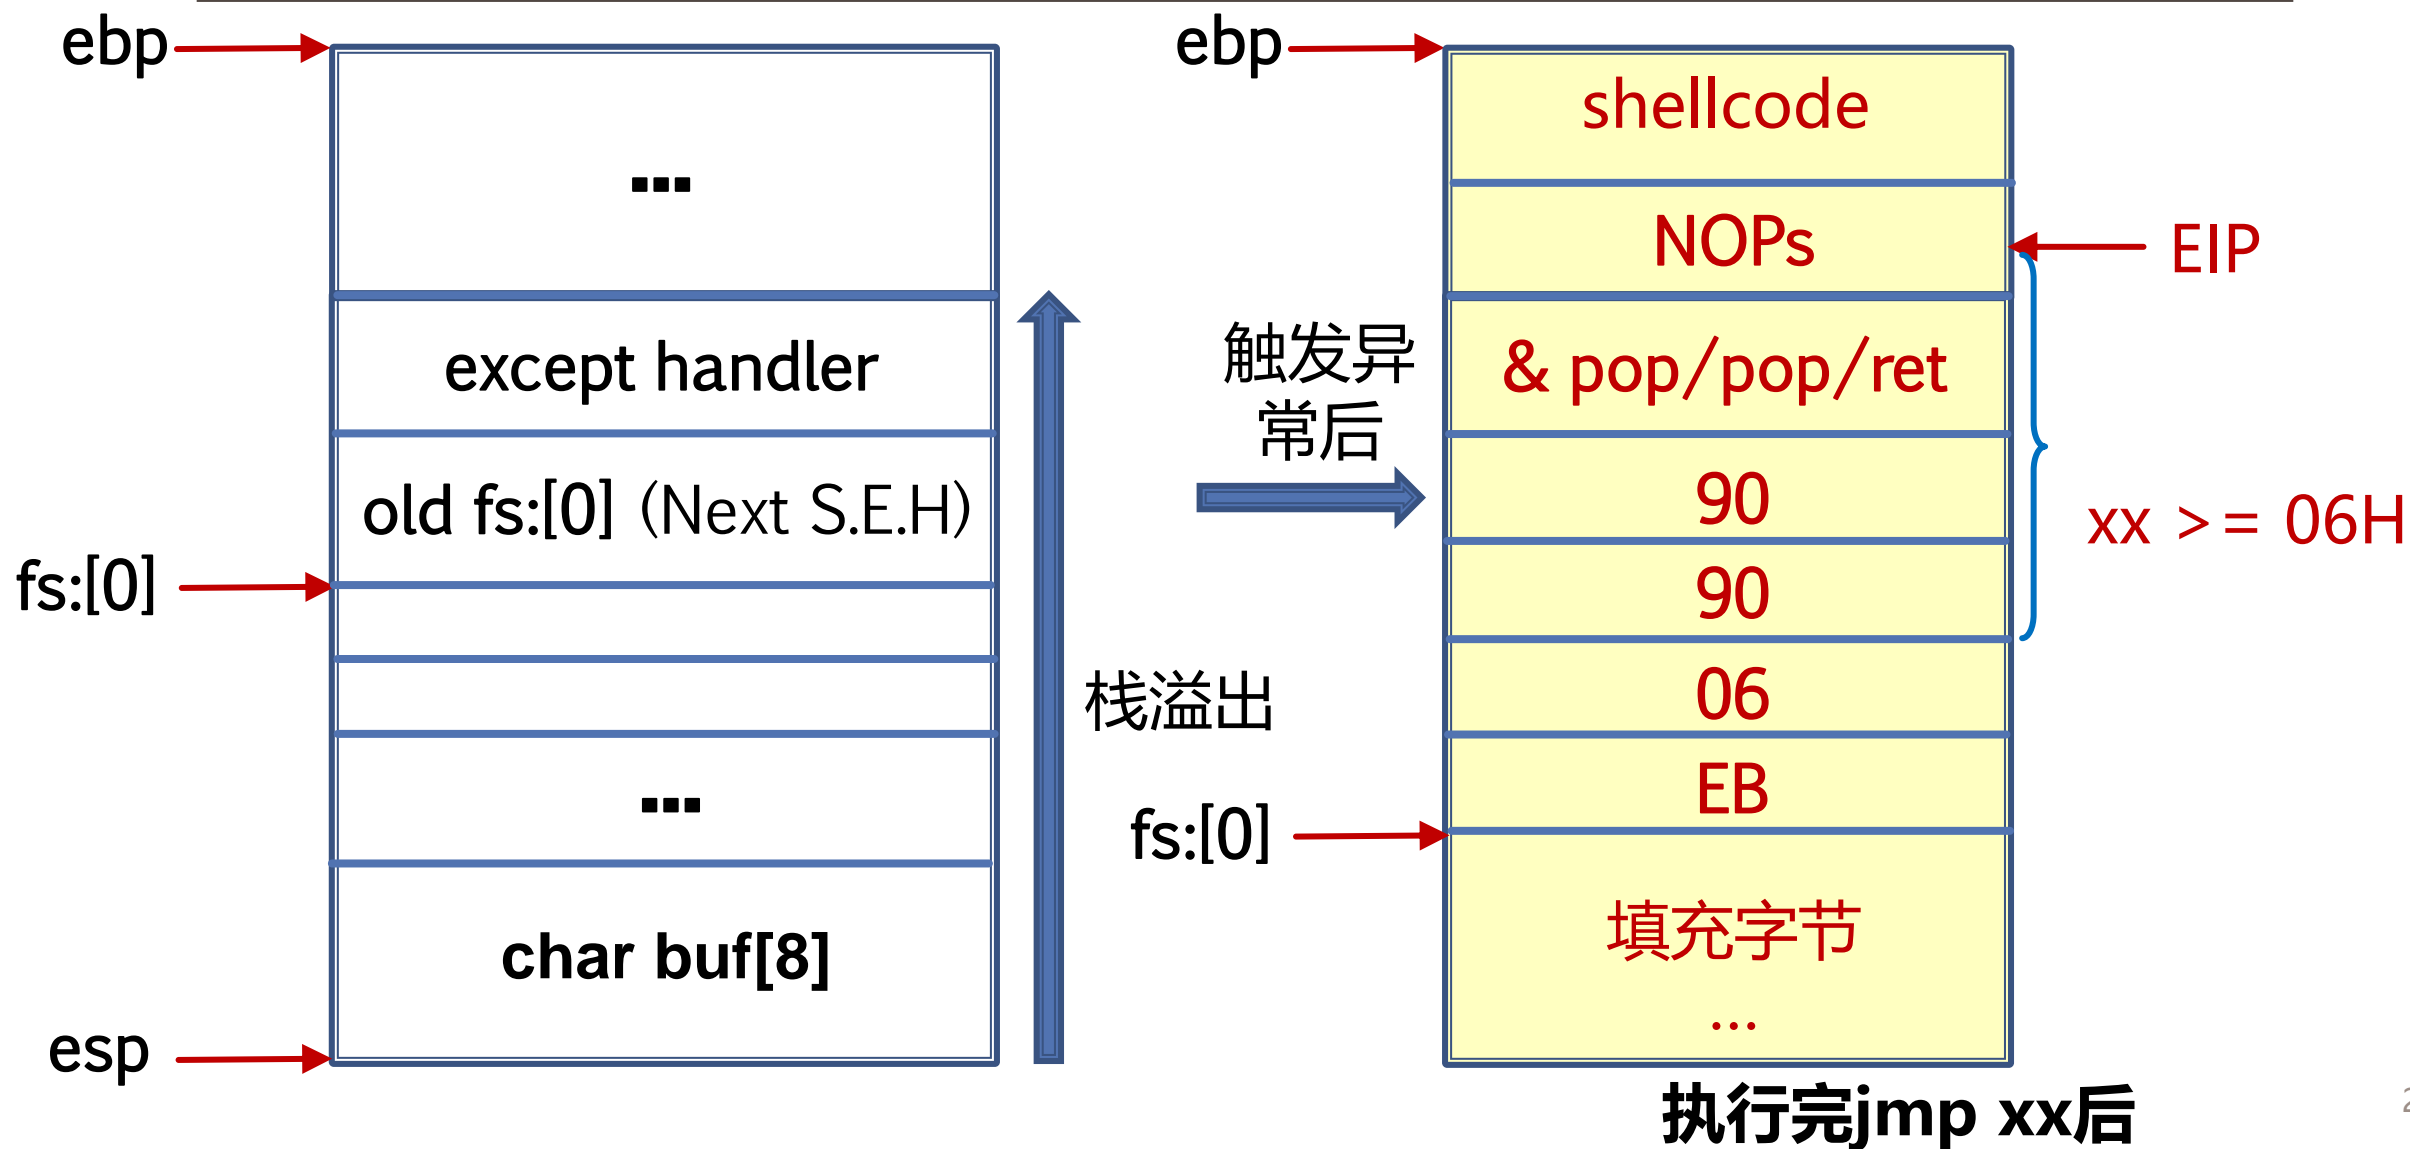 ebp
...
except handler
old fs:[0] (Next S.E.H)
fs:[0]
...
char buf[8]
esp
栈溢出
触发异
常后
ebp
shellcode
NOPs
EIP
& pop/pop/ret
90
90
xx >= 06H
06
EB
fs:[0]
填充字节
...
执行完jmp xx后